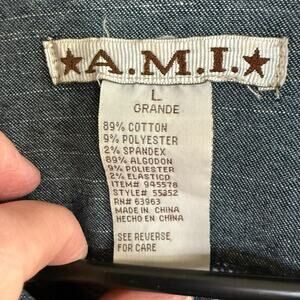 ★A.M.I.★
L
GRANDE
89% COTTON
9% POLYESTER
2% SPANDEX
89% ALGODON
9% POLIESTER
2% ELASTICO
ITEM# 945578
STYLE# 55352
RN# 63963
MADE IN CHINA
HECHO EN CHINA
SEE REVERSE
FOR CARE